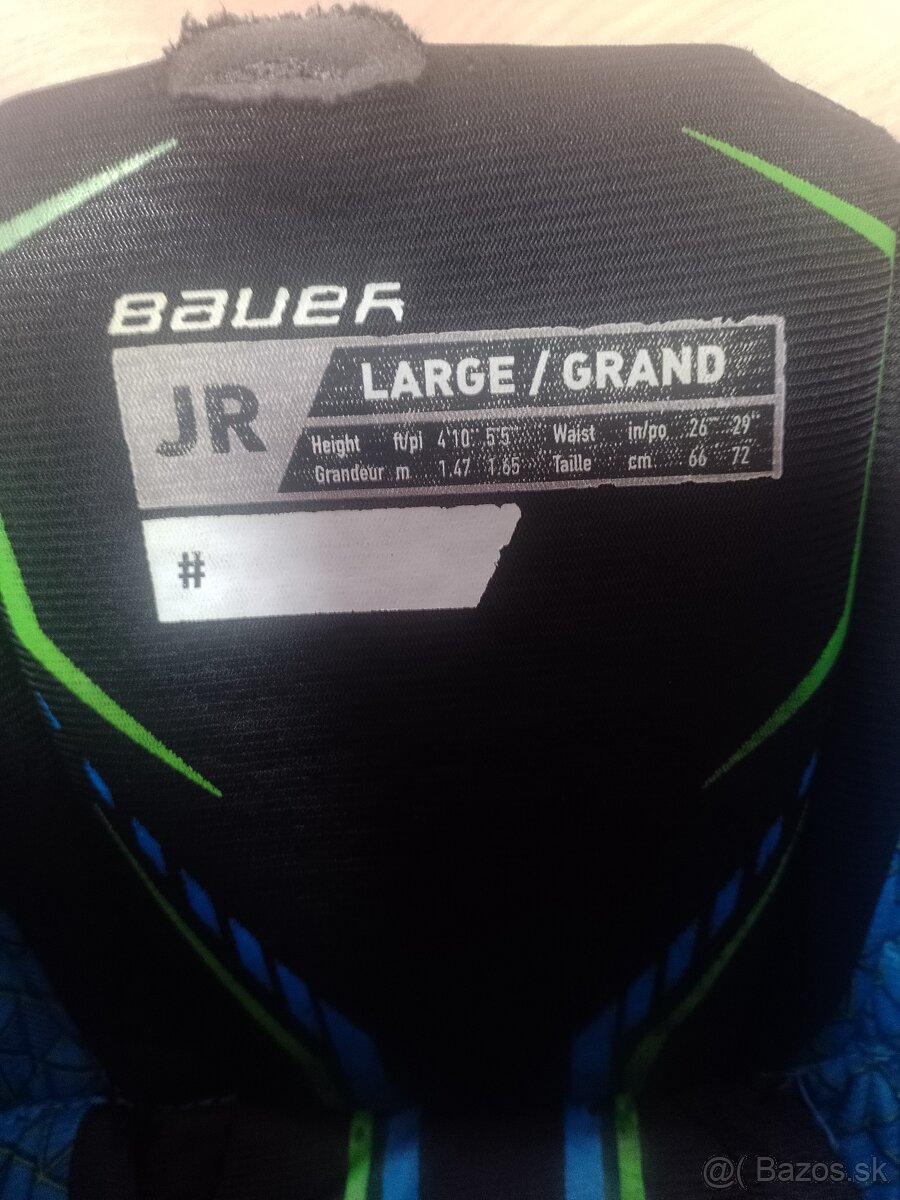 BAUER
JR
LARGE / GRAND
Height ft/pi 4'10" 5'5" Waist in/po 26" 29"
Grandeur m 1.47 1.65 Taille cm 66 72
#
@( Bazos.sk